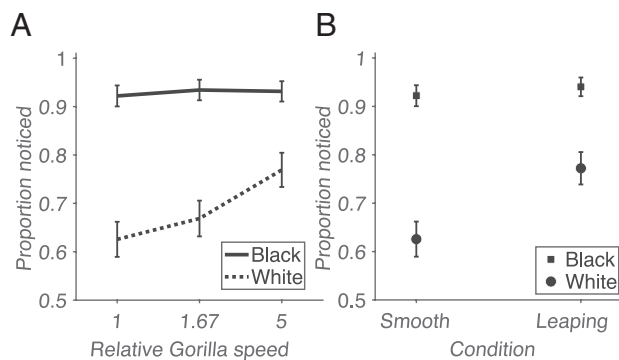 A
Proportion noticed
1
0.9
0.8
0.7
0.6
0.5
Black
White
1 1.67 5
Relative Gorilla speed
B
Proportion noticed
1
0.9
0.8
0.7
0.6
0.5
Black
White
Smooth Leaping
Condition